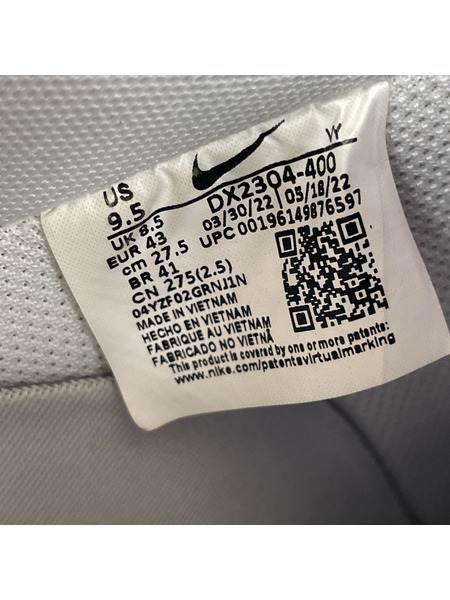 W
US
9.5
UK 8.5
EUR 43
cm 27.5
BR 41
CN 275(2.5)
DX2304-400
03/30/22 05/18/22
UPC 00196149876597
04YZF02GRNJ1N
MADE IN VIETNAM
HECHO EN VIETNAM
FABRIQUE AU VIETNAM
FABRICADO NO VIETNÃ
This product is covered by one or more patents:
www.nike.com/patentsvirtualmarking